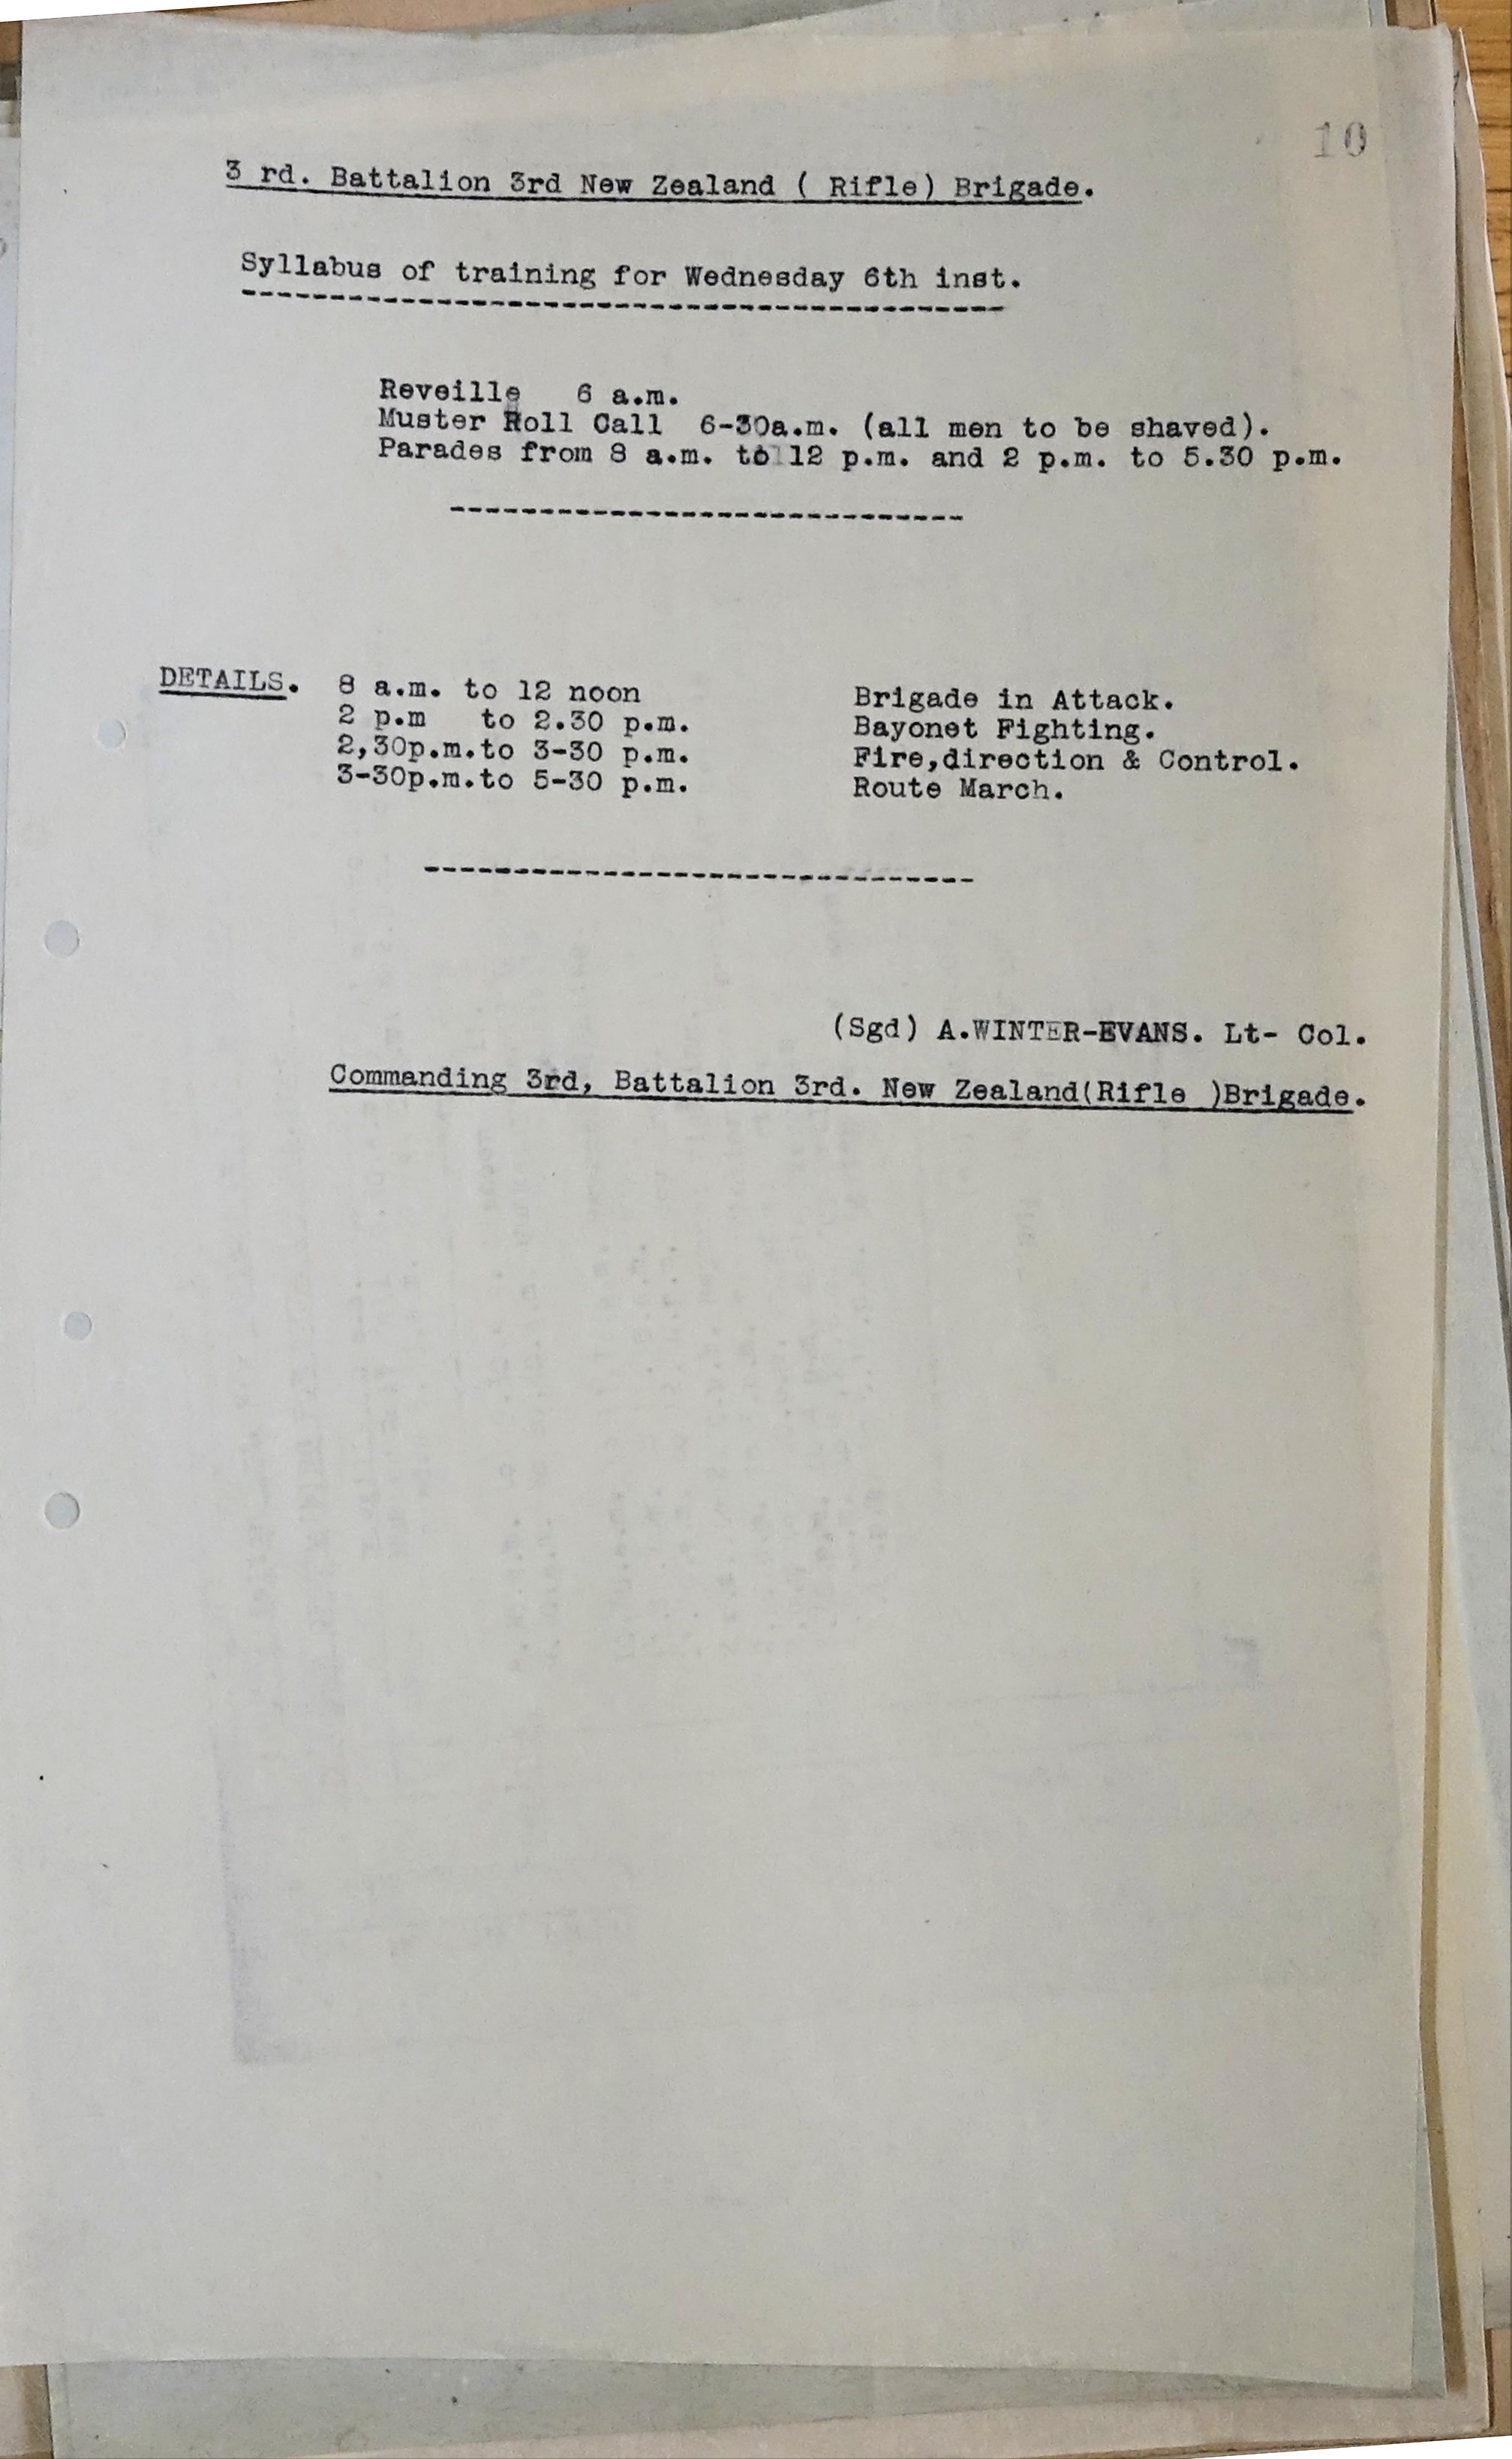 10
3 rd. Battalion 3rd New Zealand ( Rifle) Brigade.
Syllabus of training for Wednesday 6th inst.
Reveille 6 a.m.
Muster Roll Call 6-30a.m. (all men to be shaved).
Parades from 8 a.m. to 12 p.m. and 2 p.m. to 5.30 p.m.
DETAILS. 8 a.m. to 12 noon Brigade in Attack.
2 p.m to 2.30 p.m. Bayonet Fighting.
2,30p.m.to 3-30 p.m. Fire,direction & Control.
3-30p.m.to 5-30 p.m. Route March.
(Sgd) A.WINTER-EVANS. Lt- Col.
Commanding 3rd, Battalion 3rd. New Zealand(Rifle )Brigade.